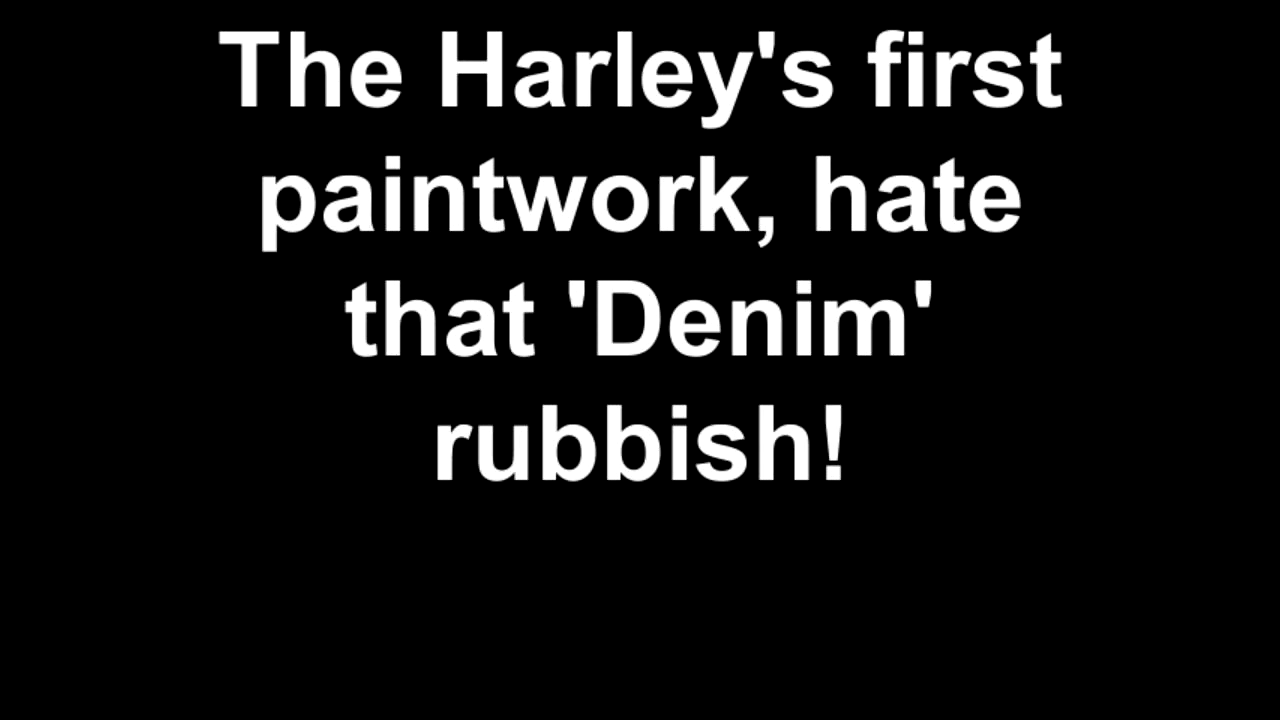 The Harley's first
paintwork, hate
that 'Denim'
rubbish!